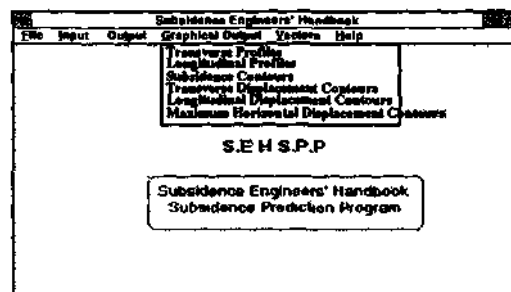 Subsidence Engineers' Handbook
File Input Output Graphical Output Vectors Help
Transverse Profiles
Longitudinal Profiles
Subsidence Contours
Transverse Displacement Contours
Longitudinal Displacement Contours
Maximum Horizontal Displacement Contours
S.E H S.P.P
Subsidence Engineers' Handbook
Subsidence Prediction Program